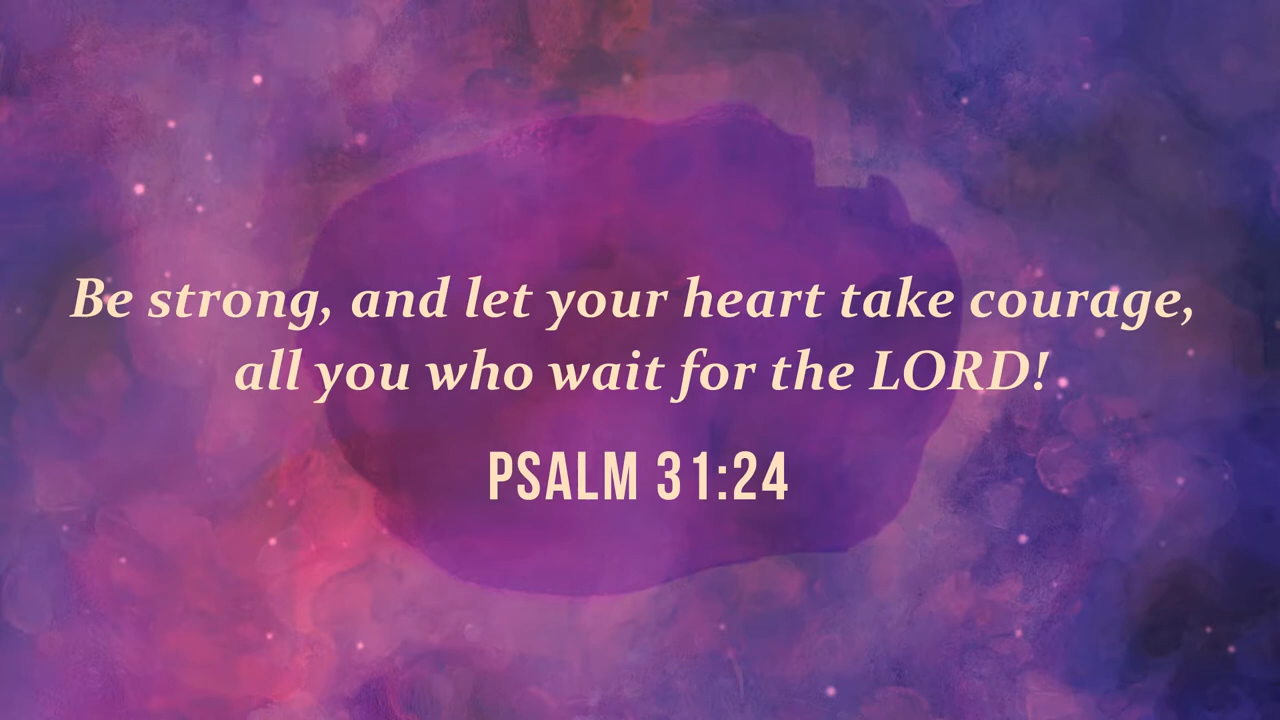 Be strong, and let your heart take courage,
all you who wait for the LORD!
PSALM 31:24